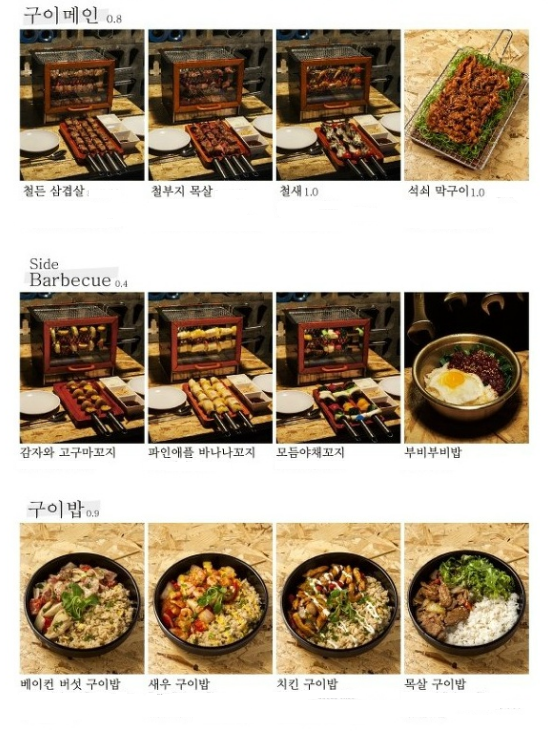 구이메인 0.8
철든 삼겹살
철부지 목살
철새 1.0
석쇠 막구이 1.0
Side
Barbecue 0.4
감자와 고구마꼬지
파인애플 바나나꼬지
모듬야채꼬지
부비부비밥
구이밥 0.9
베이컨 버섯 구이밥
새우 구이밥
치킨 구이밥
목살 구이밥